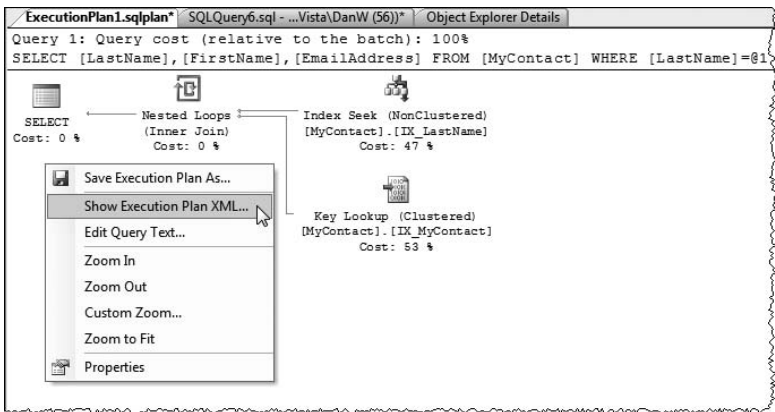 ExecutionPlan1.sqlplan* SQLQuery6.sql - ...Vista\DanW (56))* Object Explorer Details
Query 1: Query cost (relative to the batch): 100%
SELECT [LastName],[FirstName],[EmailAddress] FROM [MyContact] WHERE [LastName]=@1
SELECT
Cost: 0 %
Nested Loops
(Inner Join)
Cost: 0 %
Index Seek (NonClustered)
[MyContact].[IX_LastName]
Cost: 47 %
Key Lookup (Clustered)
[MyContact].[IX_MyContact]
Cost: 53 %
Save Execution Plan As...
Show Execution Plan XML...
Edit Query Text...
Zoom In
Zoom Out
Custom Zoom...
Zoom to Fit
Properties